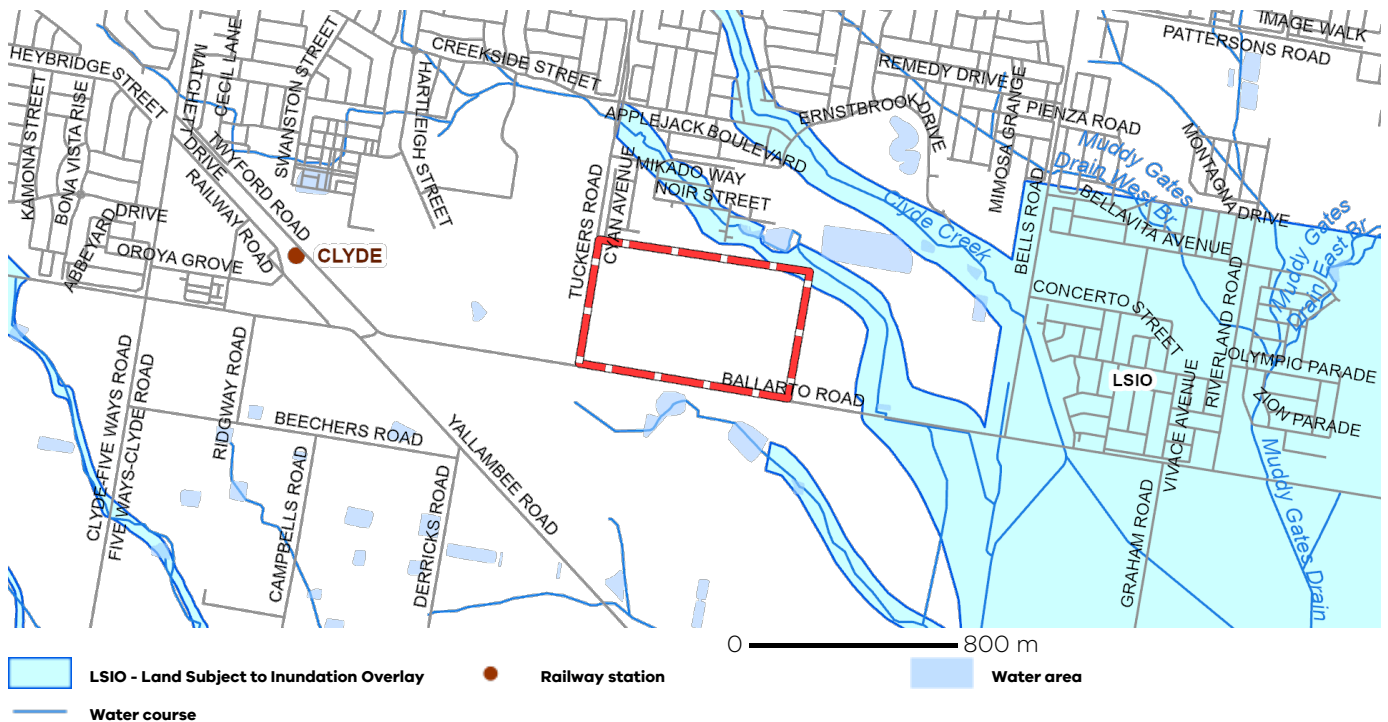 IMAGE WALK
PATTERSONS ROAD
HEYBRIDGE STREET
MATCHETY DRIVE
CECIL LANE
SWANSTON STREET
CREEKSIDE STREET
HARTLEIGH STREET
REMEDY DRIVE
ERNSTBROOK DRIVE
MIMOSA GRANGE
PIENZA ROAD
MONTAGNA DRIVE
KAMONA STREET
BONA VISTA RISE
TWYFORD ROAD
RAILWAY ROAD
APPLEJACK BOULEVARD
MIKADO WAY
NOIR STREET
TUCKERS ROAD
CYAN AVENUE
Muddy Gates
Drain West Br
BELLAVITA AVENUE
BELLS ROAD
Clyde Creek
Muddy Gates
Drain East Br
ABBEYARD DRIVE
OROYA GROVE
CLYDE
CONCERTO STREET
RIVERLAND ROAD
OLYMPIC PARADE
LSIO
ZION PARADE
VIVACE AVENUE
BALLARTO ROAD
CLYDE-FIVE WAYS ROAD
FIVE WAYS-CLYDE ROAD
RIDGWAY ROAD
BEECHERS ROAD
CAMPBELLS ROAD
DERRICKS ROAD
YALLAMBEE ROAD
GRAHAM ROAD
Muddy Gates Drain
0 800 m
LSIO - Land Subject to Inundation Overlay
Railway station
Water area
Water course